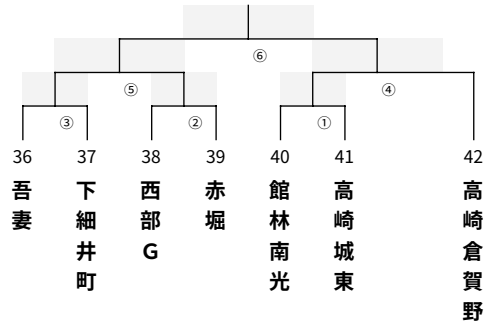 ⑥
⑤ ④
③ ② ①
36 37 38 39 40 41 42
吾妻
下細井町
西部G
赤堀
館林南光
高崎城東
高崎倉賀野